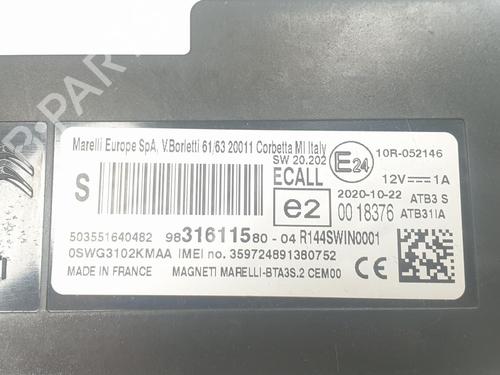 Marelli Europe SpA, V.Borletti 61/63 20011 Corbetta MI Italy
SW 20.202
E24
10R-052146
S
ECALL
12V 1A
e2
2020-10-22 ATB3 S
00 18376 ATB31IA
503551640482 9831611580-04 R144SWIN0001
0SWG3102KMAA IMEI no. 359724891380752
MADE IN FRANCE MAGNETI MARELLI-BTA3S.2 CEM00